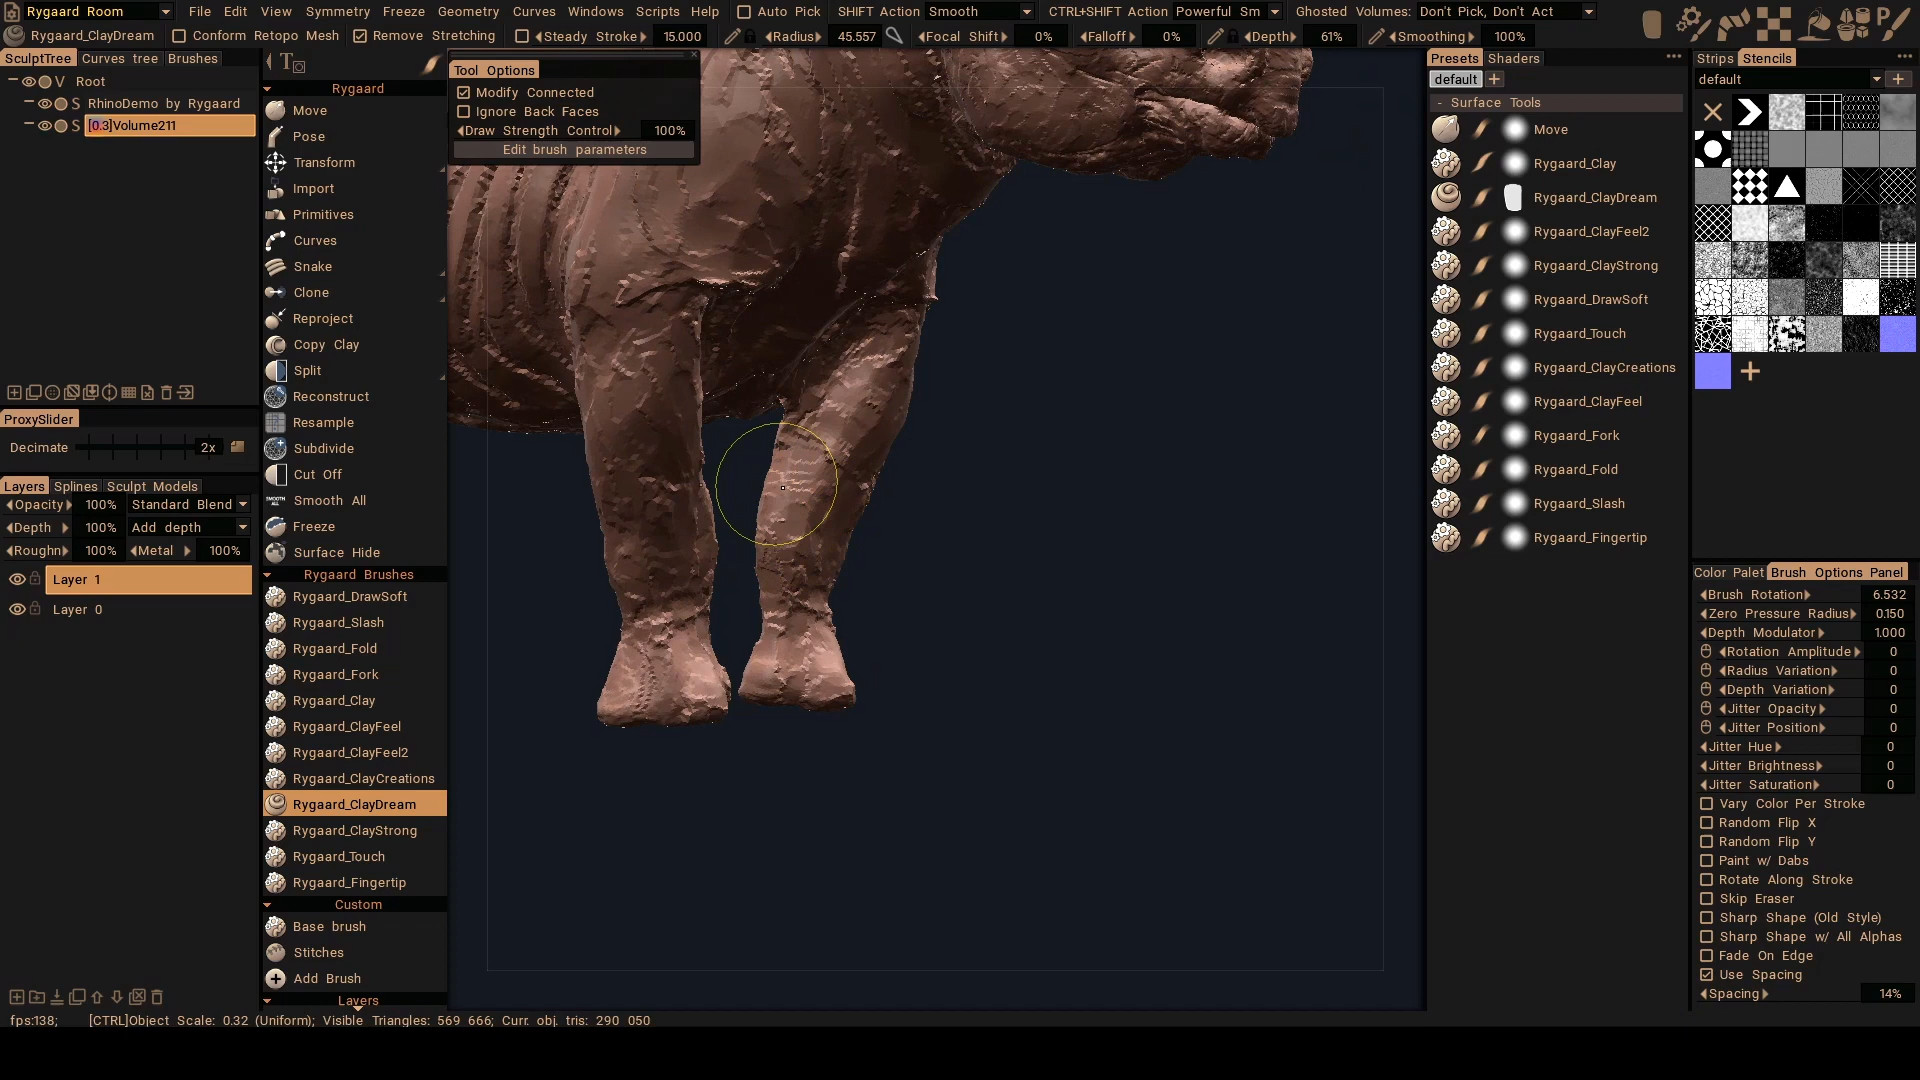 Rygaard Room File Edit View Symmetry Freeze Geometry Curves Windows Scripts Help Auto Pick SHIFT Action Smooth CTRL+SHIFT Action Powerful Sm Ghosted Volumes: Don't Pick, Don't Act
Rygaard_ClayDream Conform Retopo Mesh Remove Stretching Steady Stroke 15.000 Radius 45.557 Focal Shift 0% Falloff 0% Depth 61% Smoothing 100%
SculptTree Curves tree Brushes
V Root
S RhinoDemo by Rygaard
S [0.3]Volume211
ProxySlider
Decimate 2x
Layers Splines Sculpt Models
Opacity 100% Standard Blend
Depth 100% Add depth
Roughn 100% Metal 100%
Layer 1
Layer 0
Rygaard
Move
Pose
Transform
Import
Primitives
Curves
Snake
Clone
Reproject
Copy Clay
Split
Reconstruct
Resample
Subdivide
Cut Off
SMOOTH ALL Smooth All
Freeze
Surface Hide
Rygaard Brushes
Rygaard_DrawSoft
Rygaard_Slash
Rygaard_Fold
Rygaard_Fork
Rygaard_Clay
Rygaard_ClayFeel
Rygaard_ClayFeel2
Rygaard_ClayCreations
Rygaard_ClayDream
Rygaard_ClayStrong
Rygaard_Touch
Rygaard_Fingertip
Custom
Base brush
Stitches
Add Brush
Layers
Tool Options
Modify Connected
Ignore Back Faces
Draw Strength Control 100%
Edit brush parameters
Presets Shaders
default
- Surface Tools
Move
Rygaard_Clay
Rygaard_ClayDream
Rygaard_ClayFeel2
Rygaard_ClayStrong
Rygaard_DrawSoft
Rygaard_Touch
Rygaard_ClayCreations
Rygaard_ClayFeel
Rygaard_Fork
Rygaard_Fold
Rygaard_Slash
Rygaard_Fingertip
Strips Stencils
default
Color Palet Brush Options Panel
Brush Rotation 6.532
Zero Pressure Radius 0.150
Depth Modulator 1.000
Rotation Amplitude 0
Radius Variation 0
Depth Variation 0
Jitter Opacity 0
Jitter Position 0
Jitter Hue 0
Jitter Brightness 0
Jitter Saturation 0
Vary Color Per Stroke
Random Flip X
Random Flip Y
Paint w/ Dabs
Rotate Along Stroke
Skip Eraser
Sharp Shape (Old Style)
Sharp Shape w/ All Alphas
Fade On Edge
Use Spacing
Spacing 14%
fps:138; [CTRL]Object Scale: 0.32 (Uniform); Visible Triangles: 569 666; Curr. obj. tris: 290 050